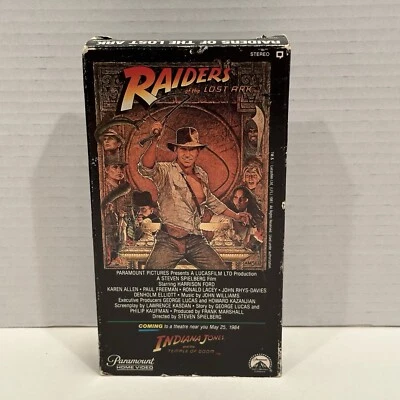 RAIDERS OF THE LOST ARK
STEREO
RAIDERS
of the LOST ARK
PARAMOUNT PICTURES Presents A LUCASFILM LTD Production
A STEVEN SPIELBERG Film
Starring HARRISON FORD
KAREN ALLEN • PAUL FREEMAN • RONALD LACEY • JOHN RHYS-DAVIES
DENHOLM ELLIOTT • Music by JOHN WILLIAMS
Executive Producers GEORGE LUCAS and HOWARD KAZANJIAN
Screenplay by LAWRENCE KASDAN • Story by GEORGE LUCAS and
PHILIP KAUFMAN • Produced by FRANK MARSHALL
Directed by STEVEN SPIELBERG
COMING to a theatre near you May 25, 1984
INDIANA JONES
and the
TEMPLE OF DOOM
Paramount
HOME VIDEO